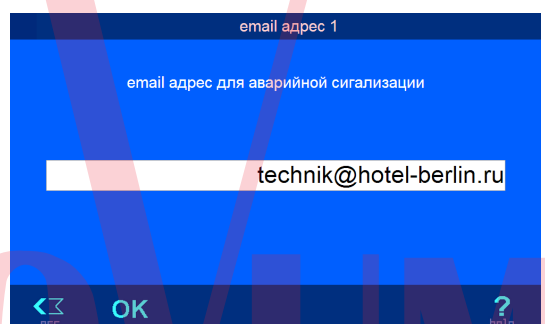 email адрес 1
email адрес для аварийной сигализации
technik@hotel-berlin.ru
OK
?